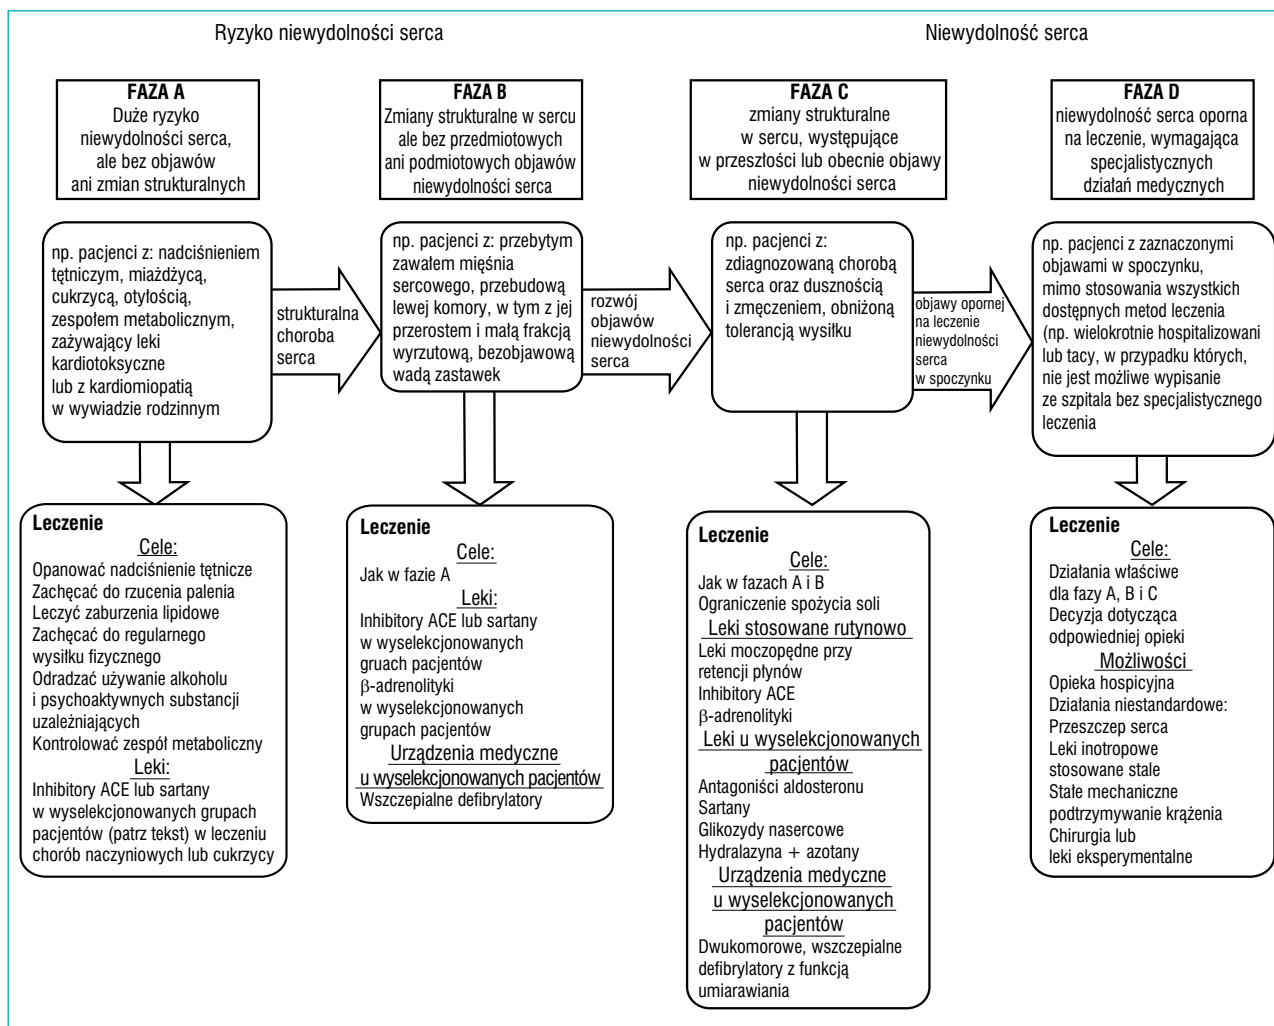 Ryzyko niewydolności serca
Niewydolność serca
FAZA A
Duże ryzyko
niewydolności serca,
ale bez objawów
ani zmian strukturalnych
FAZA B
Zmiany strukturalne w sercu
ale bez przedmiotowych
ani podmiotowych objawów
niewydolności serca
FAZA C
zmiany strukturalne
w sercu, występujące
w przeszłości lub obecnie objawy
niewydolności serca
FAZA D
niewydolność serca oporna
na leczenie, wymagająca
specjalistycznych
działań medycznych
np. pacjenci z: nadciśnieniem
tętniczym, miażdżycą,
cukrzycą, otyłością,
zespołem metabolicznym,
zażywający leki
kardiotoksyczne
lub z kardiomiopatią
w wywiadzie rodzinnym
strukturalna
choroba
serca
np. pacjenci z: przebytym
zawałem mięśnia
sercowego, przebudową
lewej komory, w tym z jej
przerostem i małą frakcją
wyrzutową, bezobjawową
wadą zastawek
rozwój
objawów
niewydolności
serca
np. pacjenci z:
zdiagnozowaną chorobą
serca oraz dusznością
i zmęczeniem, obniżoną
tolerancją wysiłku
objawy opornej
na leczenie
niewydolności
serca
w spoczynku
np. pacjenci z zaznaczonymi
objawami w spoczynku,
mimo stosowania wszystkich
dostępnych metod leczenia
(np. wielokrotnie hospitalizowani
lub tacy, w przypadku których,
nie jest możliwe wypisanie
ze szpitala bez specjalistycznego
leczenia
Leczenie
Cele:
Opanować nadciśnienie tętnicze
Zachęcać do rzucenia palenia
Leczyć zaburzenia lipidowe
Zachęcać do regularnego
wysiłku fizycznego
Odradzać używanie alkoholu
i psychoaktywnych substancji
uzależniających
Kontrolować zespół metaboliczny
Leki:
Inhibitory ACE lub sartany
w wyselekcjonowanych grupach
pacjentów (patrz tekst) w leczeniu
chorób naczyniowych lub cukrzycy
Leczenie
Cele:
Jak w fazie A
Leki:
Inhibitory ACE lub sartany
w wyselekcjonowanych
gruach pacjentów
β-adrenolityki
w wyselekcjonowanych
grupach pacjentów
Urządzenia medyczne
u wyselekcjonowanych pacjentów
Wszczepialne defibrylatory
Leczenie
Cele:
Jak w fazach A i B
Ograniczenie spożycia soli
Leki stosowane rutynowo
Leki moczopędne przy
retencji płynów
Inhibitory ACE
β-adrenolityki
Leki u wyselekcjonowanych
pacjentów
Antagoniści aldosteronu
Sartany
Glikozydy nasercowe
Hydralazyna + azotany
Urządzenia medyczne
u wyselekcjonowanych
pacjentów
Dwukomorowe, wszczepialne
defibrylatory z funkcją
umiarawiania
Leczenie
Cele:
Działania właściwe
dla fazy A, B i C
Decyzja dotycząca
odpowiedniej opieki
Możliwości
Opieka hospicyjna
Działania niestandardowe:
Przeszczep serca
Leki inotropowe
stosowane stale
Stałe mechaniczne
podtrzymywanie krążenia
Chirurgia lub
leki eksperymentalne